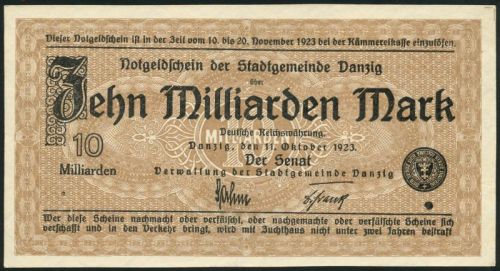 Dieser Notgeldschein ist in der Zeit vom 10. bis 20. November 1923 bei der Kämmereikasse einzulösen.
Notgeldschein der Stadtgemeinde Danzig
über
Zehn Milliarden Mark
MILLIARDEN
Deutsche Reichswährung.
10
Milliarden
Danzig, den 11. Oktober 1923.
Der Senat
Verwaltung der Stadtgemeinde Danzig
Wer diese Scheine nachmacht oder verfälscht, oder nachgemachte oder verfälschte Scheine sich
verschafft und in den Verkehr bringt, wird mit Zuchthaus nicht unter zwei Jahren bestraft